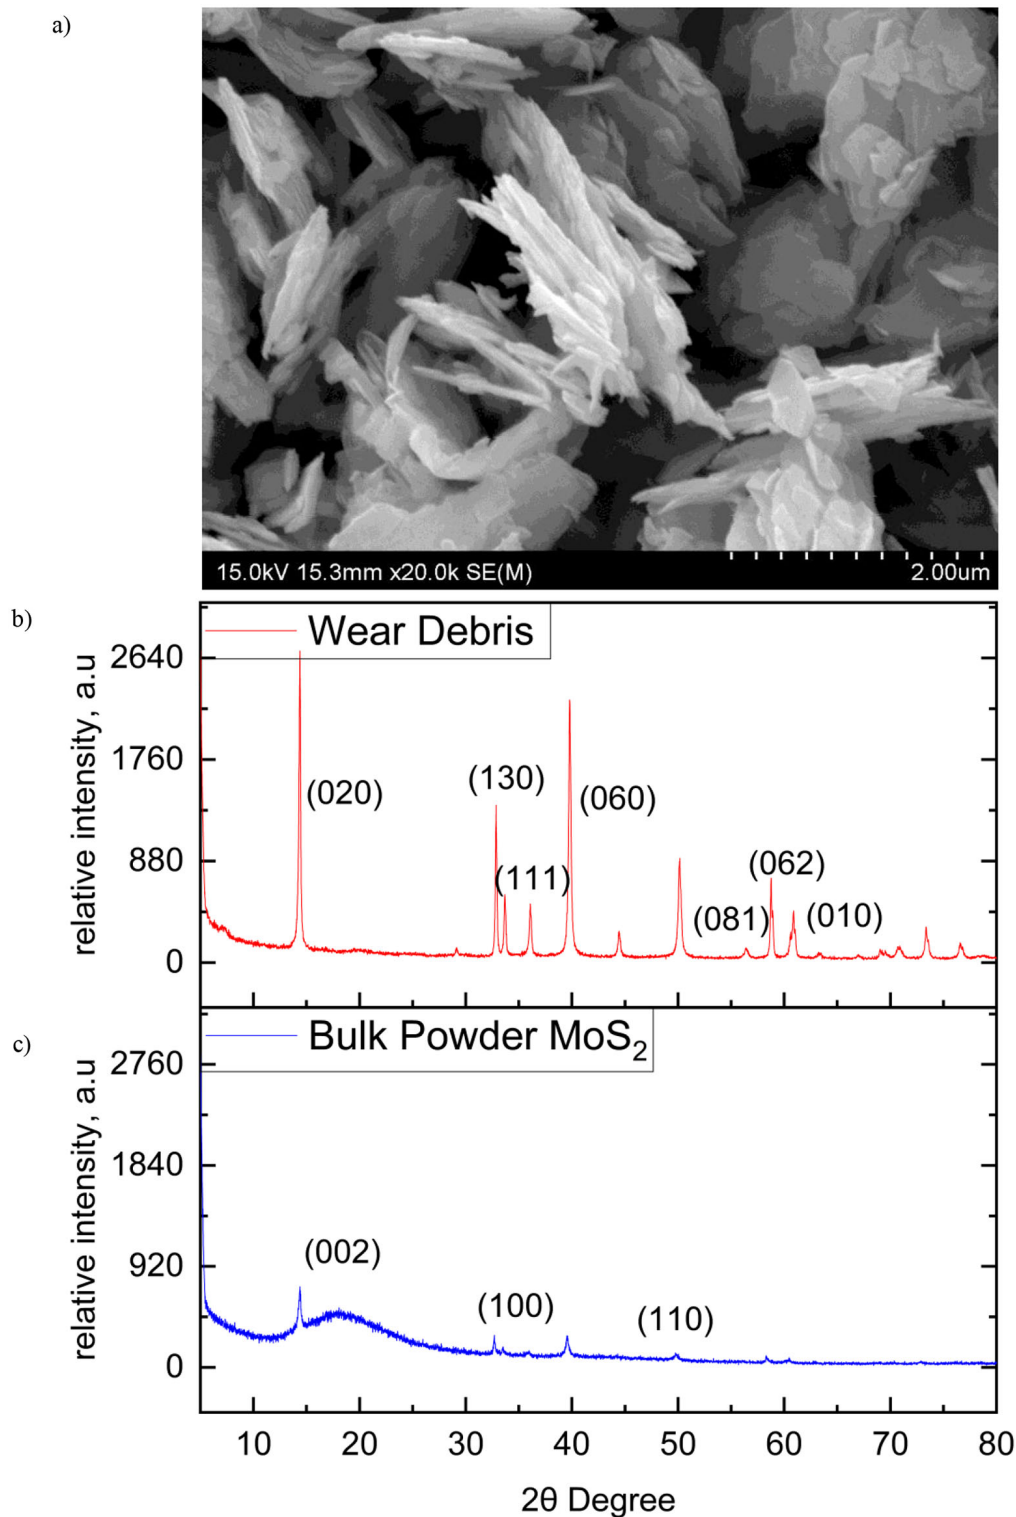 a)
15.0kV 15.3mm x20.0k SE(M) 2.00um
b)
Wear Debris
relative intensity, a.u
2640
1760
880
0
(020)
(130)
(111)
(060)
(081)
(062)
(010)
c)
Bulk Powder MoS₂
relative intensity, a.u
2760
1840
920
0
(002)
(100)
(110)
10 20 30 40 50 60 70 80
2θ Degree